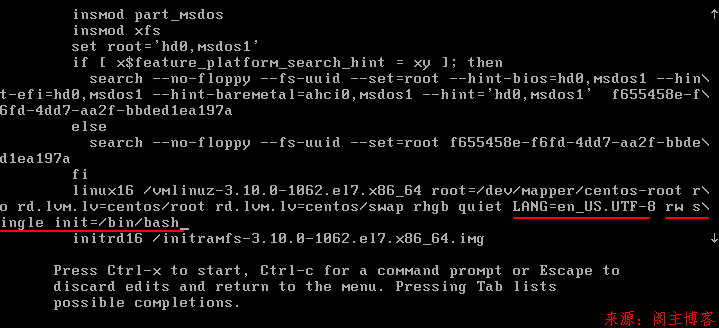 insmod part_msdos
insmod xfs
set root='hd0,msdos1'
if [ x$feature_platform_search_hint = xy ]; then
search --no-floppy --fs-uuid --set=root --hint-bios=hd0,msdos1 --hin\
t-efi=hd0,msdos1 --hint-baremetal=ahci0,msdos1 --hint='hd0,msdos1'  f655458e-f\
6fd-4dd7-aa2f-bbded1ea197a
else
search --no-floppy --fs-uuid --set=root f655458e-f6fd-4dd7-aa2f-bbde\
d1ea197a
fi
linux16 /vmlinuz-3.10.0-1062.el7.x86_64 root=/dev/mapper/centos-root r\
o rd.lvm.lv=centos/root rd.lvm.lv=centos/swap rhgb quiet LANG=en_US.UTF-8 rw s\
ingle init=/bin/bash_
initrd16 /initramfs-3.10.0-1062.el7.x86_64.img
Press Ctrl-x to start, Ctrl-c for a command prompt or Escape to
discard edits and return to the menu. Pressing Tab lists
possible completions.
来源：阁主博客